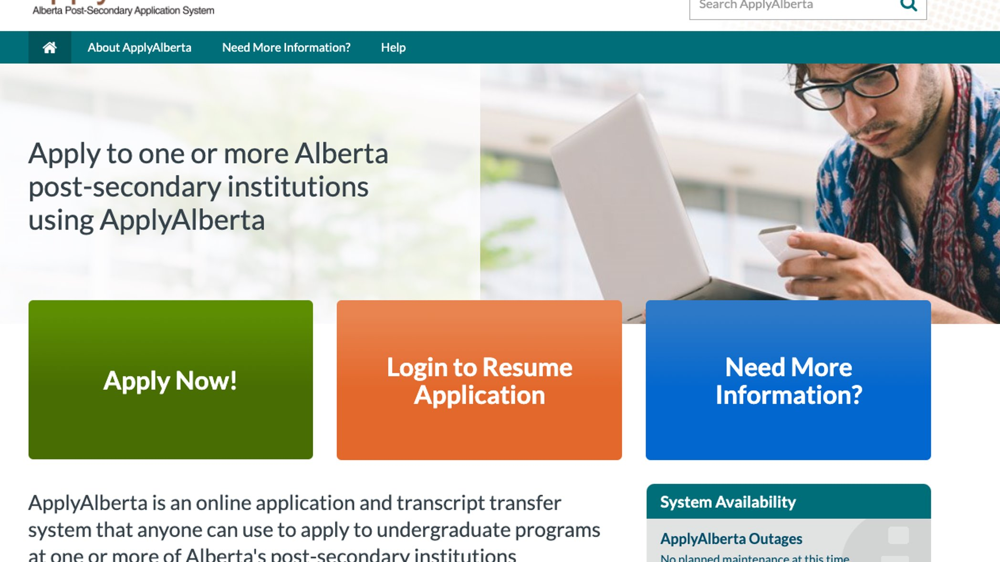 Alberta Post-Secondary Application System
Search ApplyAlberta
About ApplyAlberta
Need More Information?
Help
Apply to one or more Alberta
post-secondary institutions
using ApplyAlberta
Apply Now!
Login to Resume
Application
Need More
Information?
ApplyAlberta is an online application and transcript transfer
system that anyone can use to apply to undergraduate programs
at one or more of Alberta's post-secondary institutions
System Availability
ApplyAlberta Outages
No planned maintenance at this time